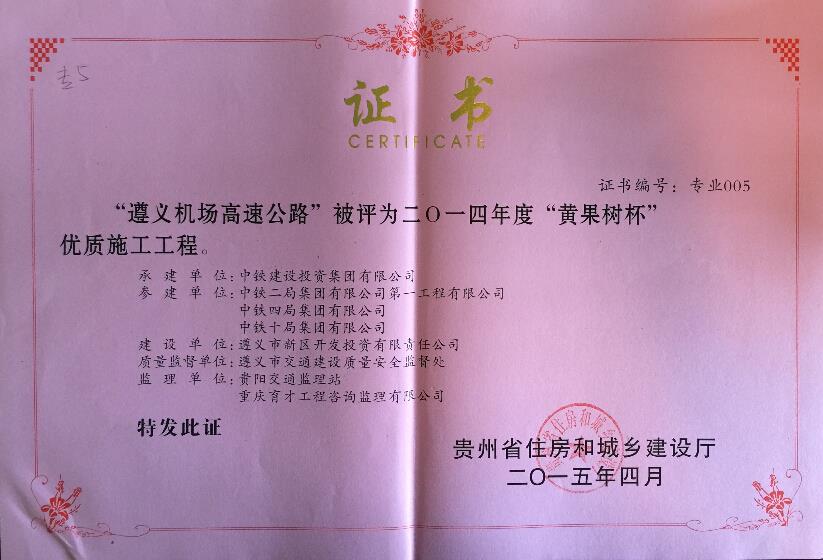 专5
证书
CERTIFICATE
证书编号：专业005
“遵义机场高速公路”被评为二〇一四年度“黄果树杯”
优质施工工程。
承建单位：中铁建设投资集团有限公司
参建单位：中铁二局集团有限公司第一工程有限公司
中铁四局集团有限公司
中铁十局集团有限公司
建设单位：遵义市新区开发投资有限责任公司
质量监督单位：遵义市交通建设质量安全监督处
监理单位：贵阳交通监理站
重庆育才工程咨询监理有限公司
特发此证
贵州省住房和城乡建设厅
二〇一五年四月